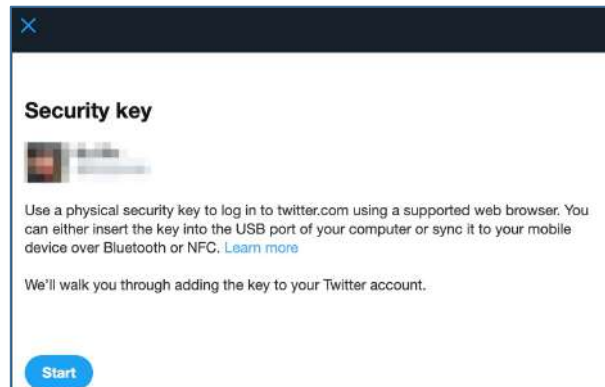 Security key
Use a physical security key to log in to twitter.com using a supported web browser. You
can either insert the key into the USB port of your computer or sync it to your mobile
device over Bluetooth or NFC. Learn more
We'll walk you through adding the key to your Twitter account.
Start